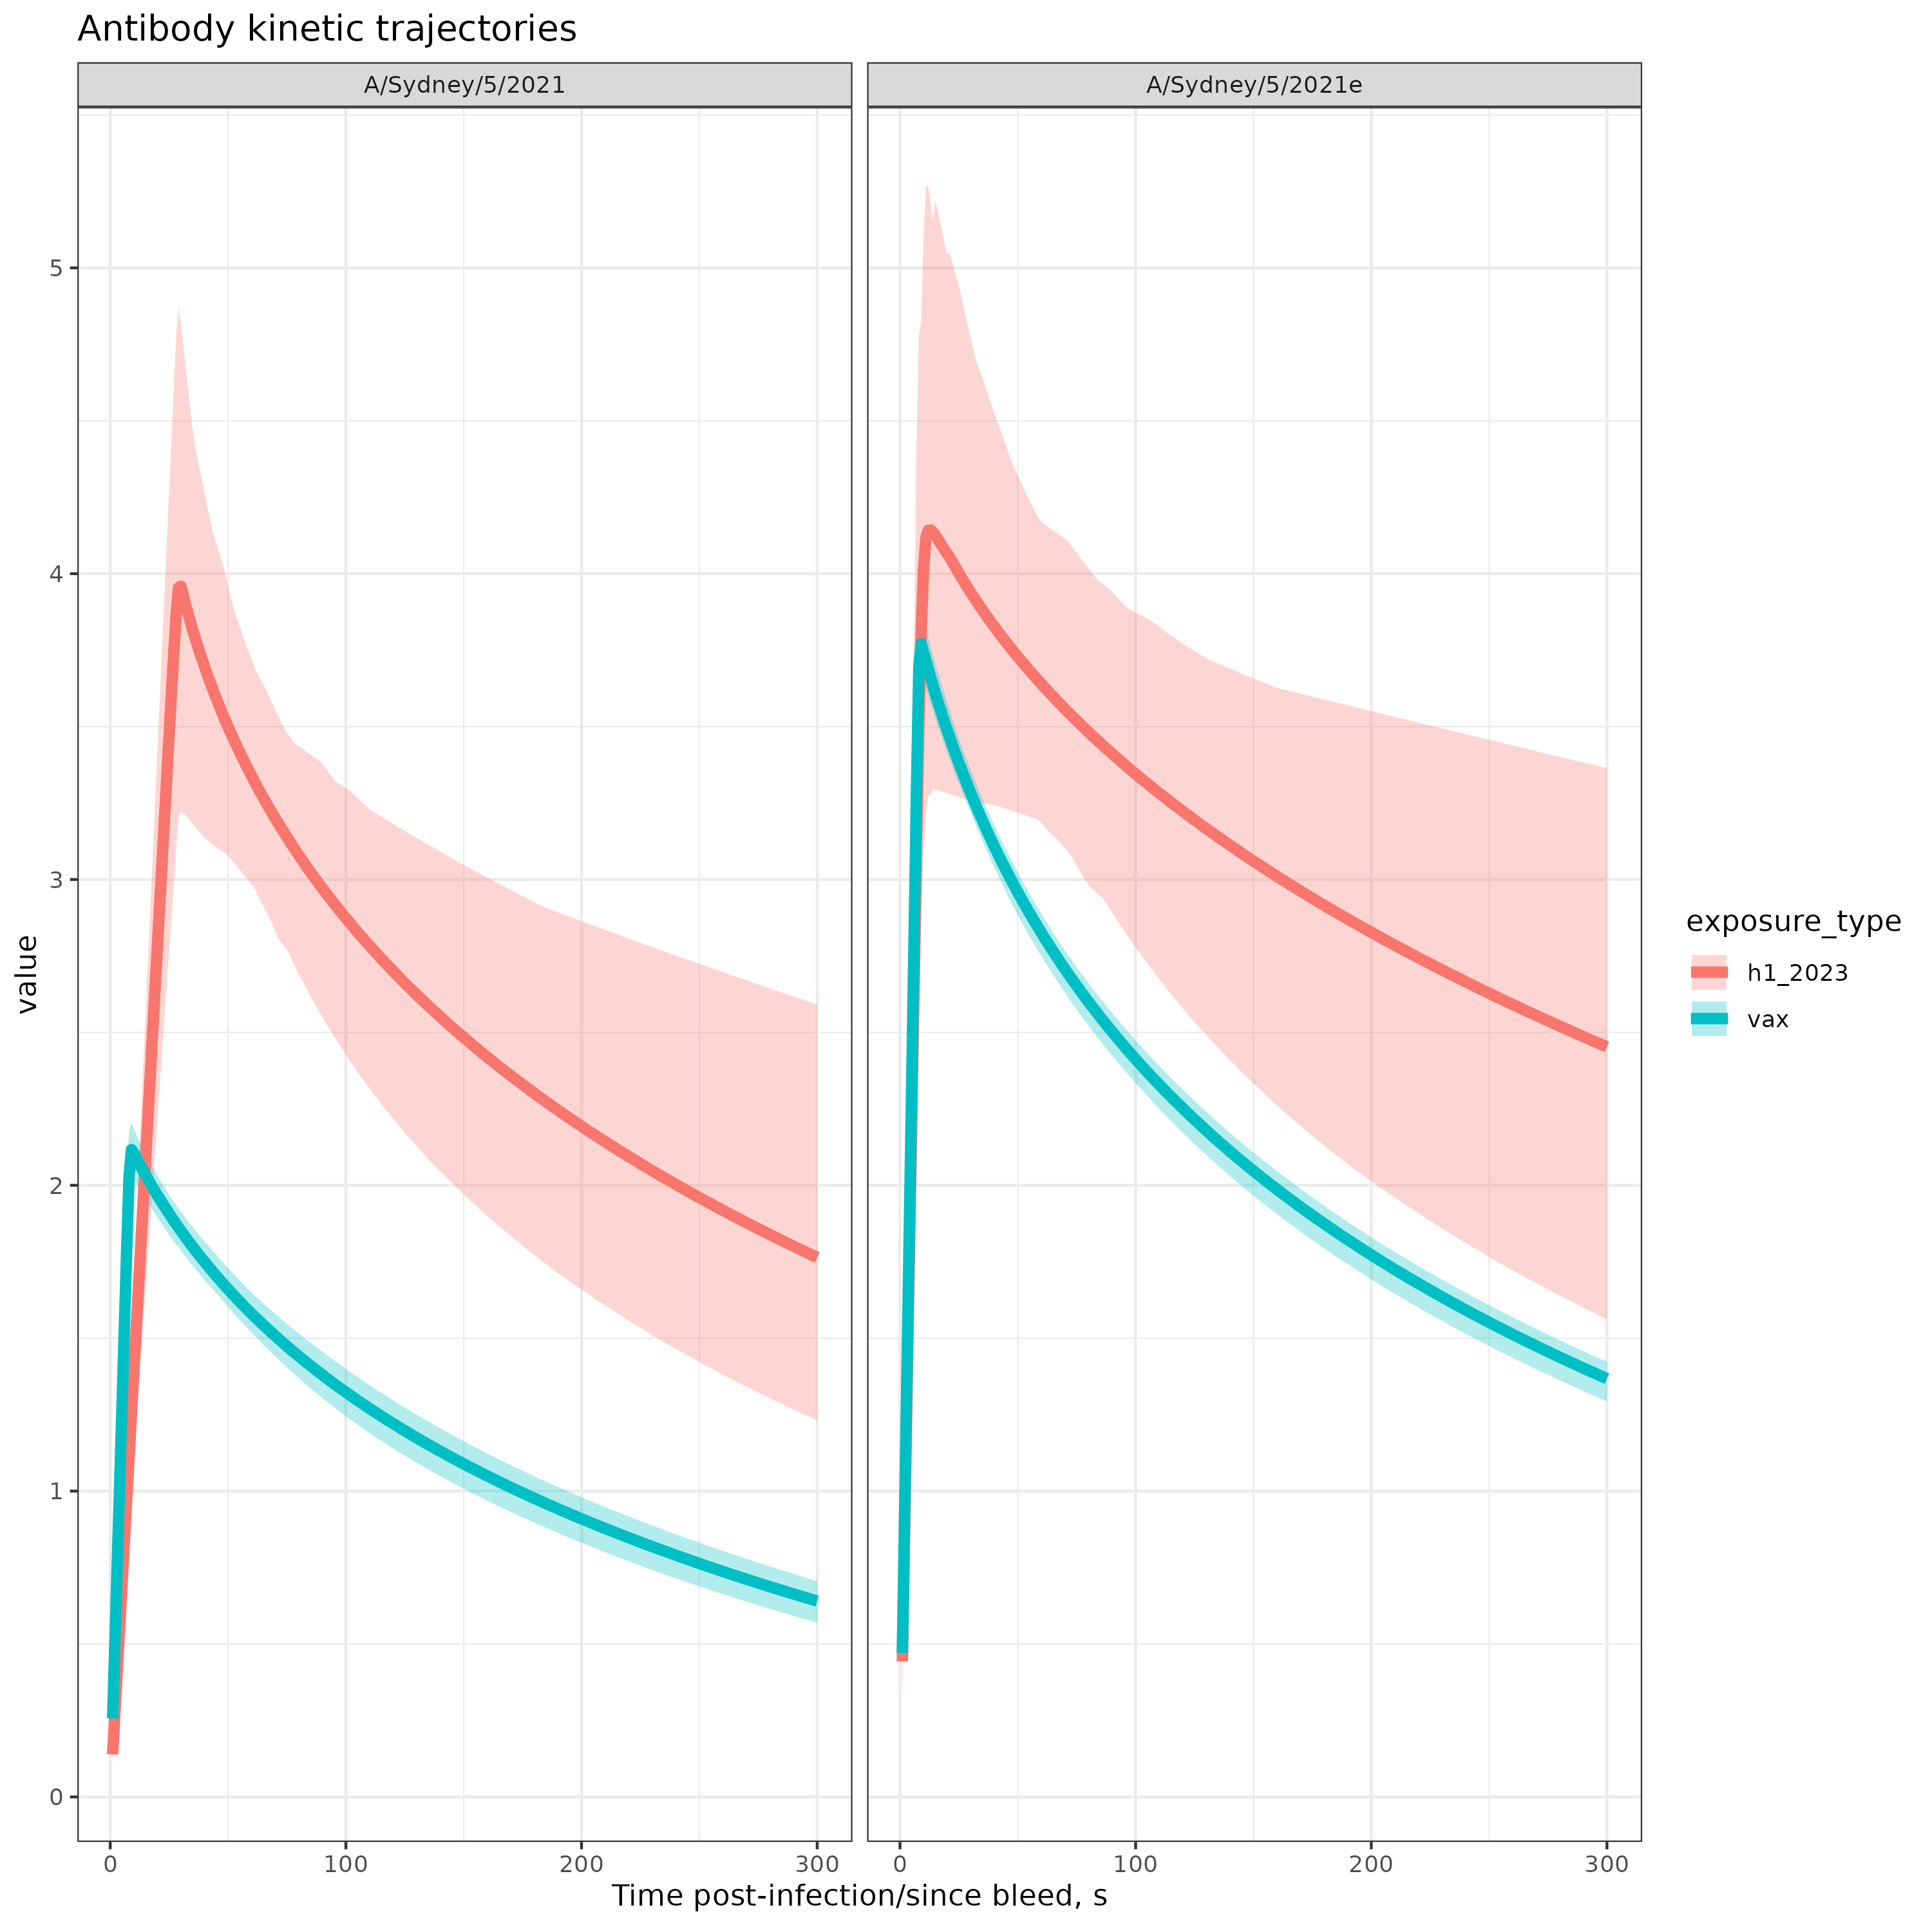 Antibody kinetic trajectories
A/Sydney/5/2021
A/Sydney/5/2021e
value
5
4
3
2
1
0
0 100 200 300
0 100 200 300
Time post-infection/since bleed, s
exposure_type
h1_2023
vax